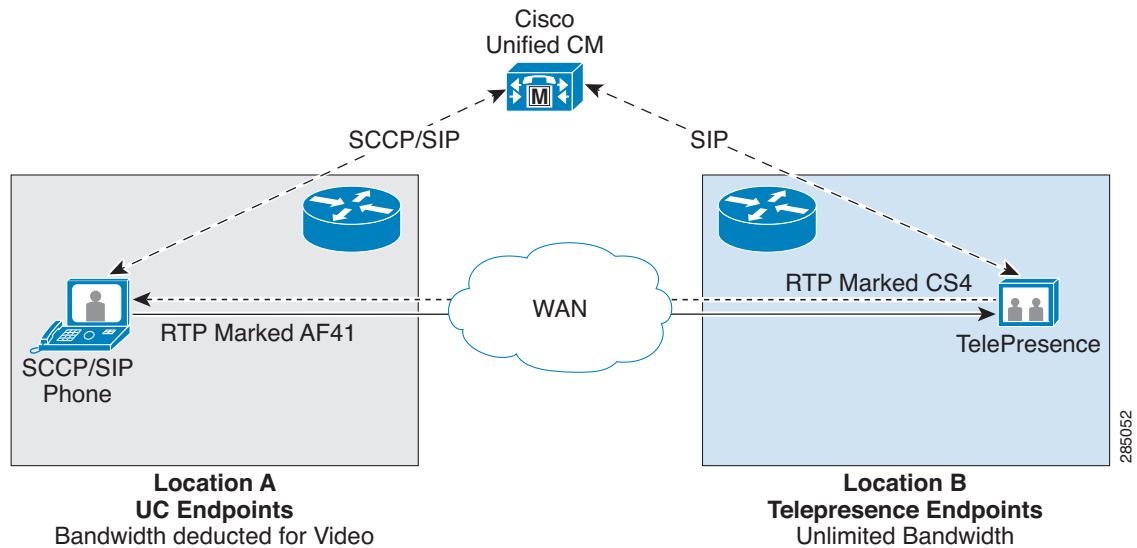 Cisco
Unified CM
M
SCCP/SIP
SIP
RTP Marked CS4
WAN
RTP Marked AF41
TelePresence
SCCP/SIP
Phone
285052
Location A
UC Endpoints
Bandwidth deducted for Video
Location B
Telepresence Endpoints
Unlimited Bandwidth